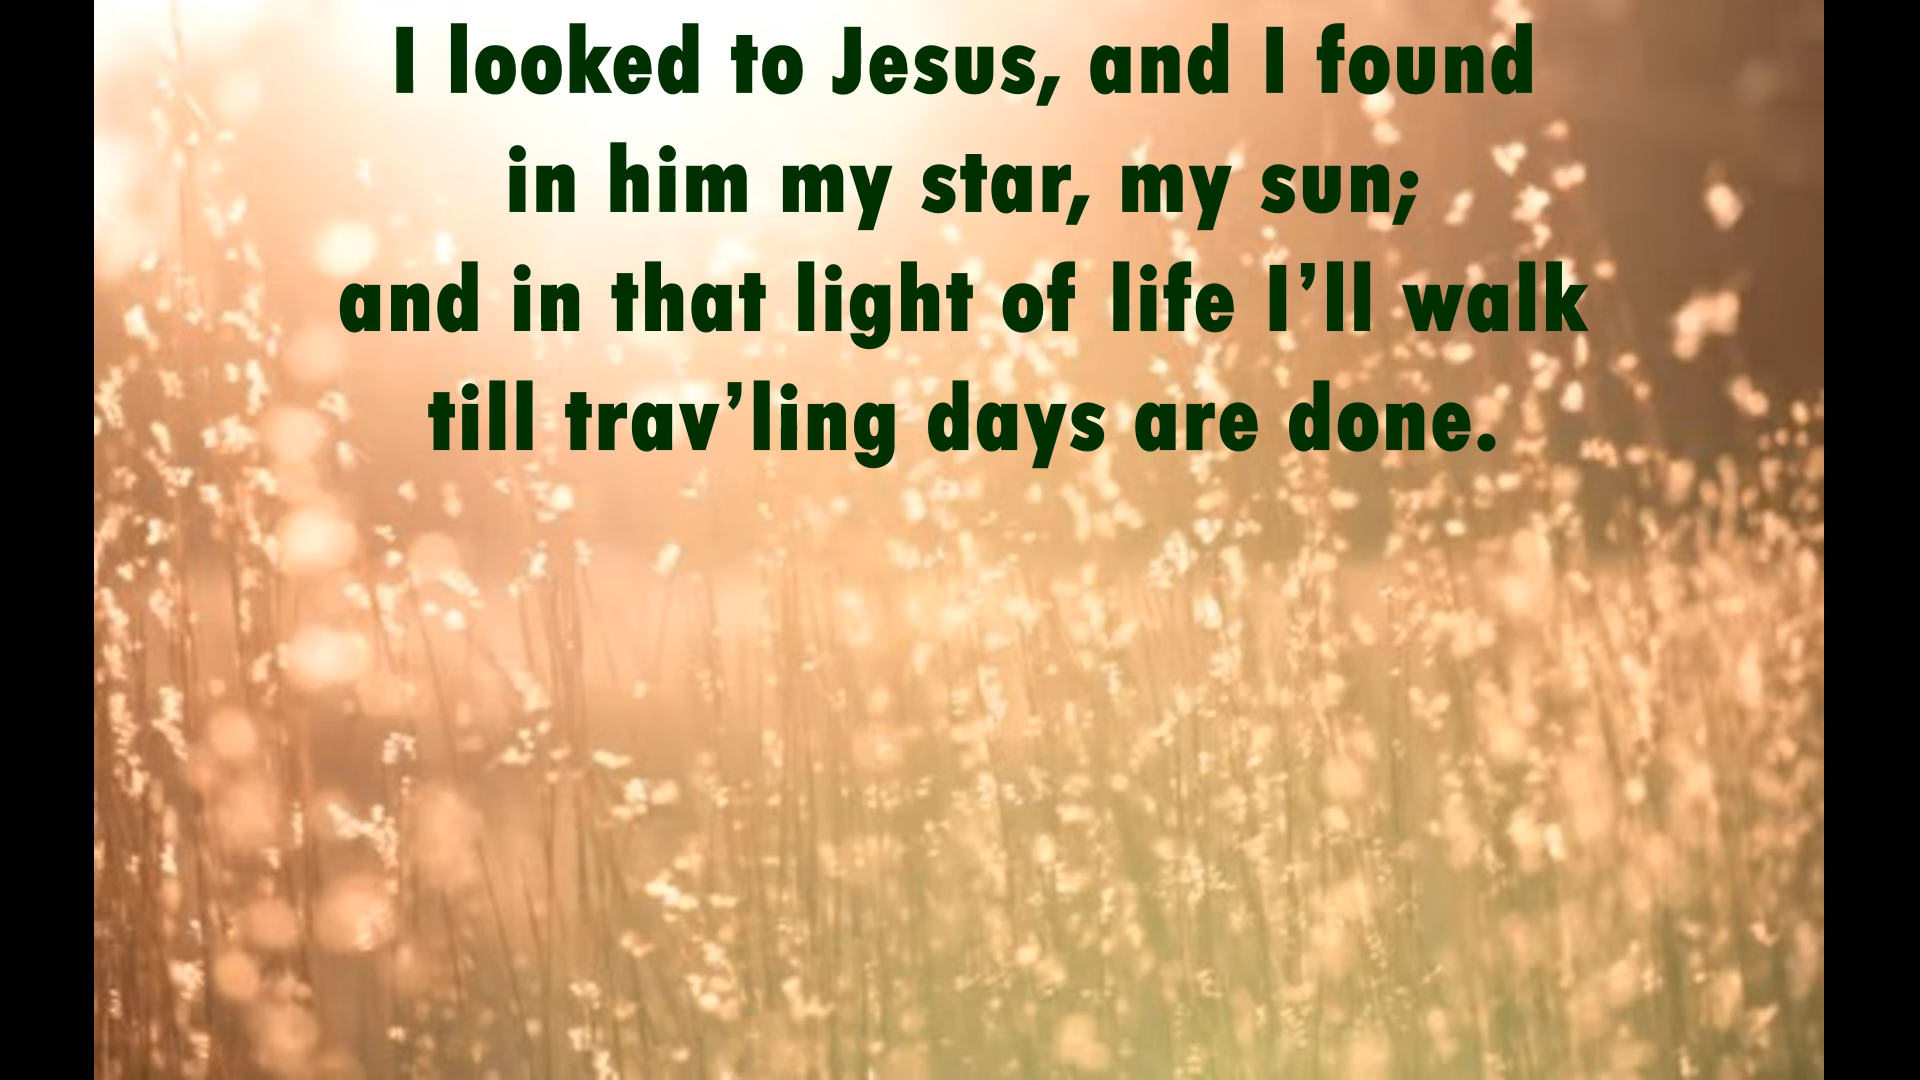 I looked to Jesus, and I found
in him my star, my sun;
and in that light of life I’ll walk
till trav’ling days are done.